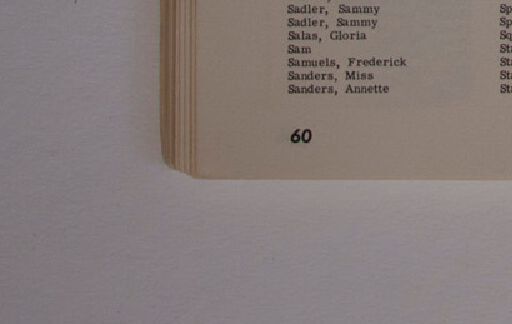 Sadler, Sammy
Sadler, Sammy
Salas, Gloria
Sam
Samuels, Frederick
Sanders, Miss
Sanders, Annette
Sp
Sp
Sq
St
St
St
St
60